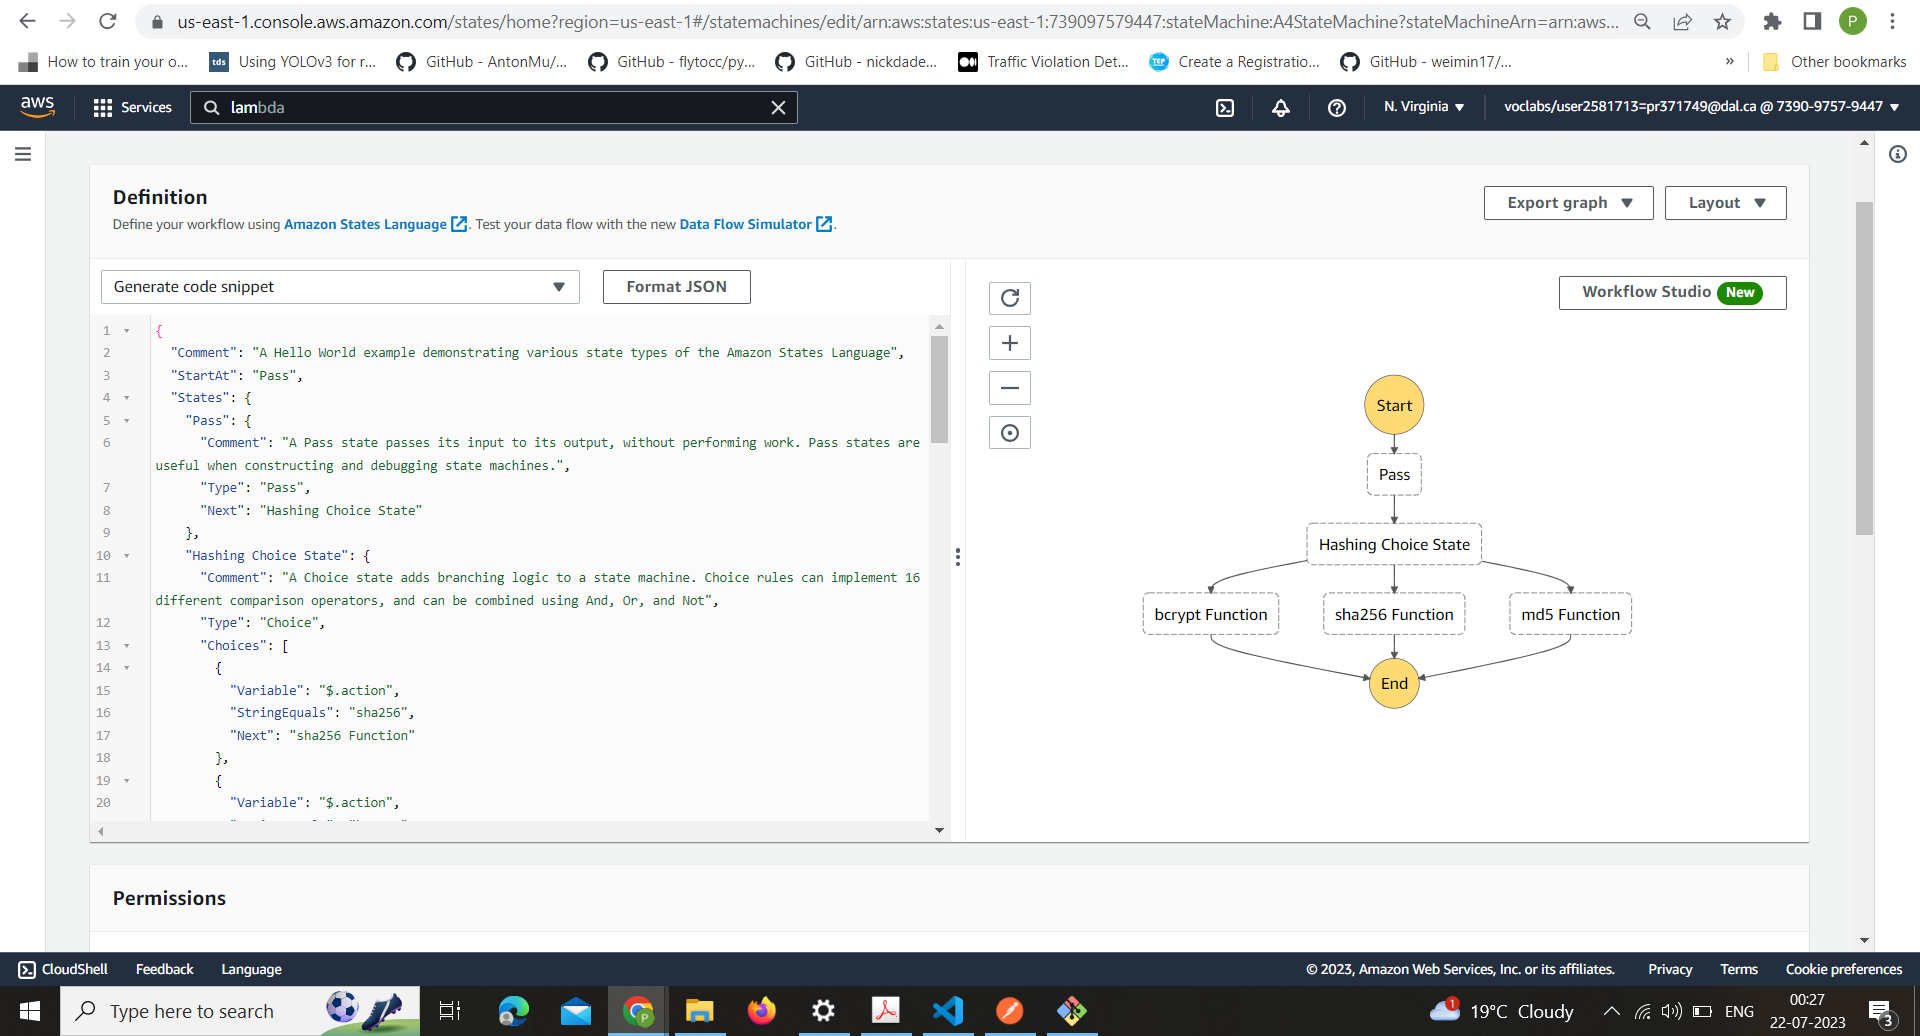 us-east-1.console.aws.amazon.com/states/home?region=us-east-1#/statemachines/edit/arn:aws:states:us-east-1:739097579447:stateMachine:A4StateMachine?stateMachineArn=arn:aws...
P
How to train your o...
tds Using YOLOv3 for r...
GitHub - AntonMu/...
GitHub - flytocc/py...
GitHub - nickdade...
Traffic Violation Det...
TEP Create a Registratio...
GitHub - weimin17/...
»
Other bookmarks
aws
Services
lambda
N. Virginia
voclabs/user2581713=pr371749@dal.ca @ 7390-9757-9447
Definition
Define your workflow using Amazon States Language. Test your data flow with the new Data Flow Simulator.
Export graph
Layout
Generate code snippet
Format JSON
Workflow Studio New
1 {
2 "Comment": "A Hello World example demonstrating various state types of the Amazon States Language",
3 "StartAt": "Pass",
4 "States": {
5 "Pass": {
6 "Comment": "A Pass state passes its input to its output, without performing work. Pass states are
useful when constructing and debugging state machines.",
7 "Type": "Pass",
8 "Next": "Hashing Choice State"
9 },
10 "Hashing Choice State": {
11 "Comment": "A Choice state adds branching logic to a state machine. Choice rules can implement 16
different comparison operators, and can be combined using And, Or, and Not",
12 "Type": "Choice",
13 "Choices": [
14 {
15 "Variable": "$.action",
16 "StringEquals": "sha256",
17 "Next": "sha256 Function"
18 },
19 {
20 "Variable": "$.action",
Start
Pass
Hashing Choice State
bcrypt Function
sha256 Function
md5 Function
End
Permissions
CloudShell
Feedback
Language
© 2023, Amazon Web Services, Inc. or its affiliates.
Privacy
Terms
Cookie preferences
Type here to search
P
1
19°C Cloudy
ENG
00:27
22-07-2023
3